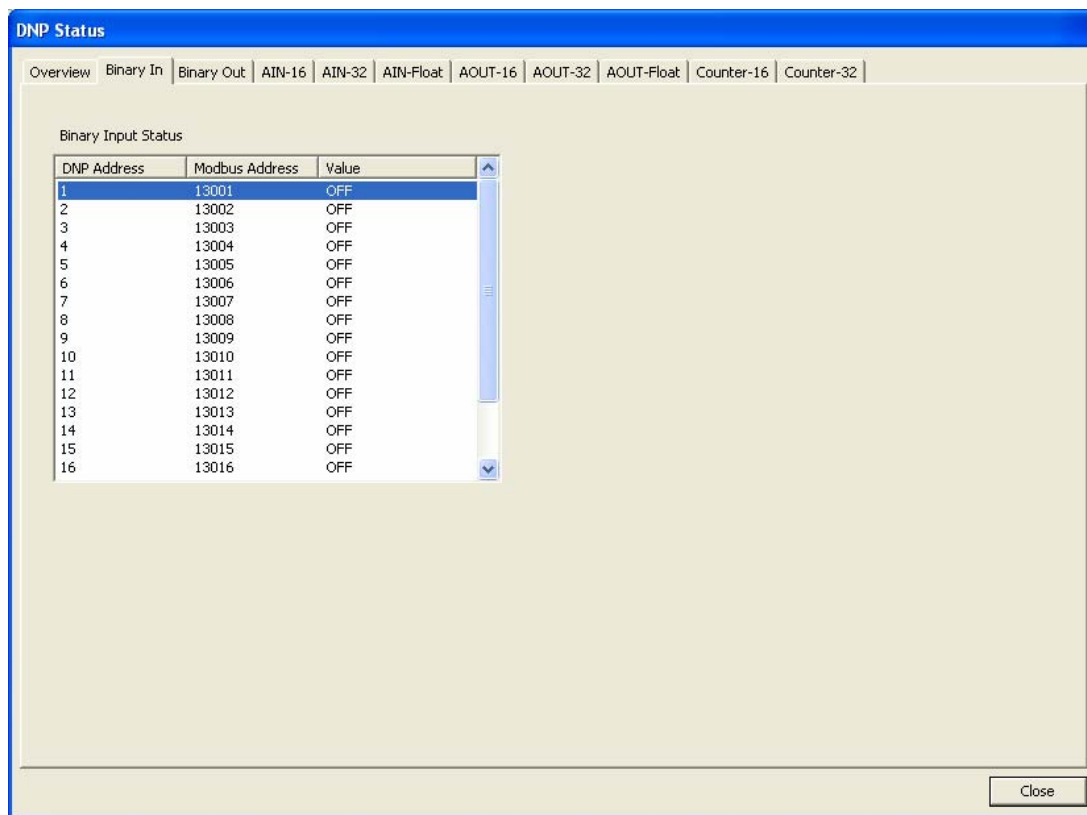 DNP Status
Overview Binary In Binary Out AIN-16 AIN-32 AIN-Float AOUT-16 AOUT-32 AOUT-Float Counter-16 Counter-32
Binary Input Status
DNP Address Modbus Address Value
1 13001 OFF
2 13002 OFF
3 13003 OFF
4 13004 OFF
5 13005 OFF
6 13006 OFF
7 13007 OFF
8 13008 OFF
9 13009 OFF
10 13010 OFF
11 13011 OFF
12 13012 OFF
13 13013 OFF
14 13014 OFF
15 13015 OFF
16 13016 OFF
Close